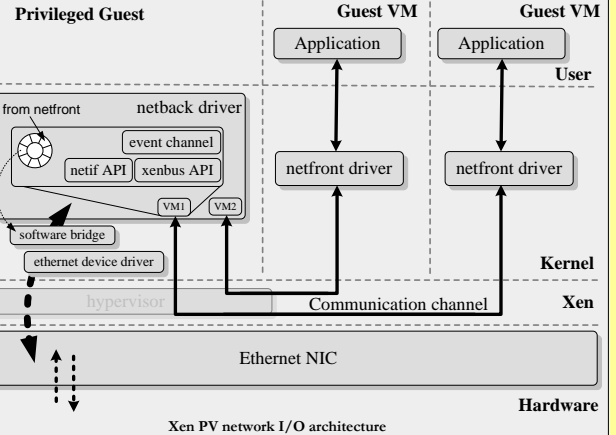 Privileged Guest
Guest VM
Guest VM
Application
Application
User
from netfront
netback driver
event channel
netif API
xenbus API
netfront driver
netfront driver
VM1
VM2
software bridge
ethernet device driver
Kernel
hypervisor
Communication channel
Xen
Ethernet NIC
Hardware
Xen PV network I/O architecture